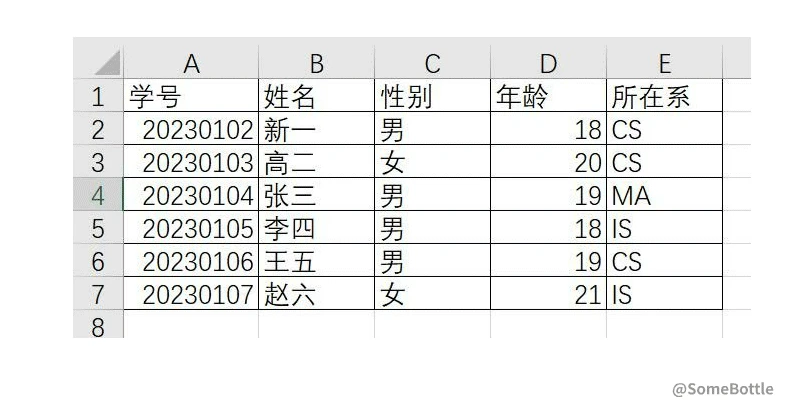 A B C D E
1 学号 姓名 性别 年龄 所在系
2 20230102 新一 男 18 CS
3 20230103 高二 女 20 CS
4 20230104 张三 男 19 MA
5 20230105 李四 男 18 IS
6 20230106 王五 男 19 CS
7 20230107 赵六 女 21 IS
8
@SomeBottle